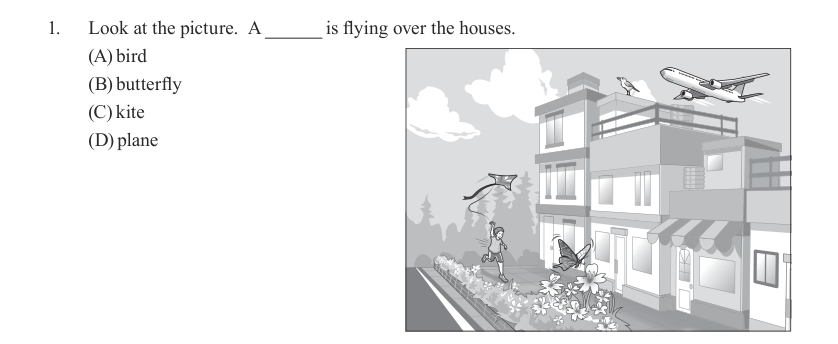 1. Look at the picture. A ______ is flying over the houses.
(A) bird
(B) butterfly
(C) kite
(D) plane